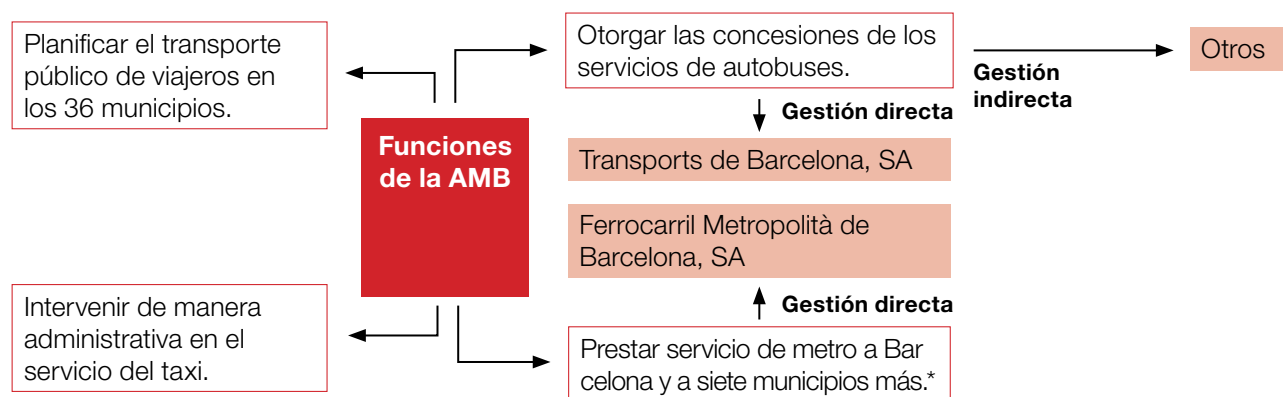 Planificar el transporte
público de viajeros en
los 36 municipios.
Otorgar las concesiones de los
servicios de autobuses.
Gestión
indirecta
Otros
Gestión directa
Funciones
de la AMB
Transports de Barcelona, SA
Ferrocarril Metropolità de
Barcelona, SA
Gestión directa
Intervenir de manera
administrativa en el
servicio del taxi.
Prestar servicio de metro a Bar
celona y a siete municipios más.*